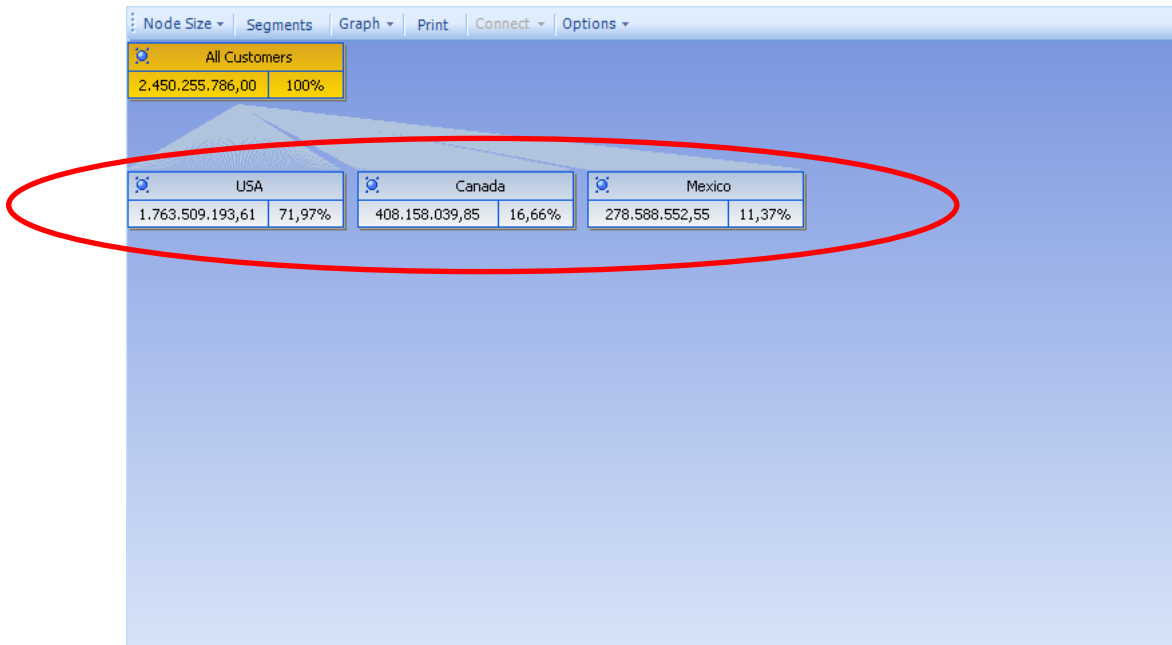 Node Size Segments Graph Print Connect Options
All Customers
2.450.255.786,00 100%
USA Canada Mexico
1.763.509.193,61 71,97% 408.158.039,85 16,66% 278.588.552,55 11,37%